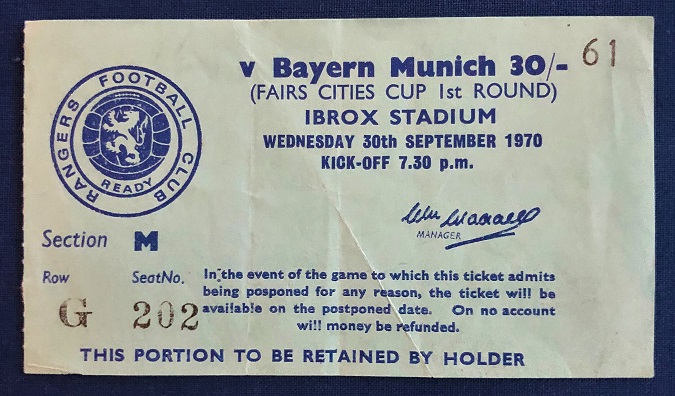 v Bayern Munich 30/- 61
(FAIRS CITIES CUP 1st ROUND)
IBROX STADIUM
WEDNESDAY 30th SEPTEMBER 1970
KICK-OFF 7.30 p.m.
RANGERS FOOTBALL CLUB
READY
MANAGER
Section M
Row SeatNo.
G 202
In the event of the game to which this ticket admits
being posponed for any reason, the ticket will be
available on the postponed date. On no account
will money be refunded.
THIS PORTION TO BE RETAINED BY HOLDER